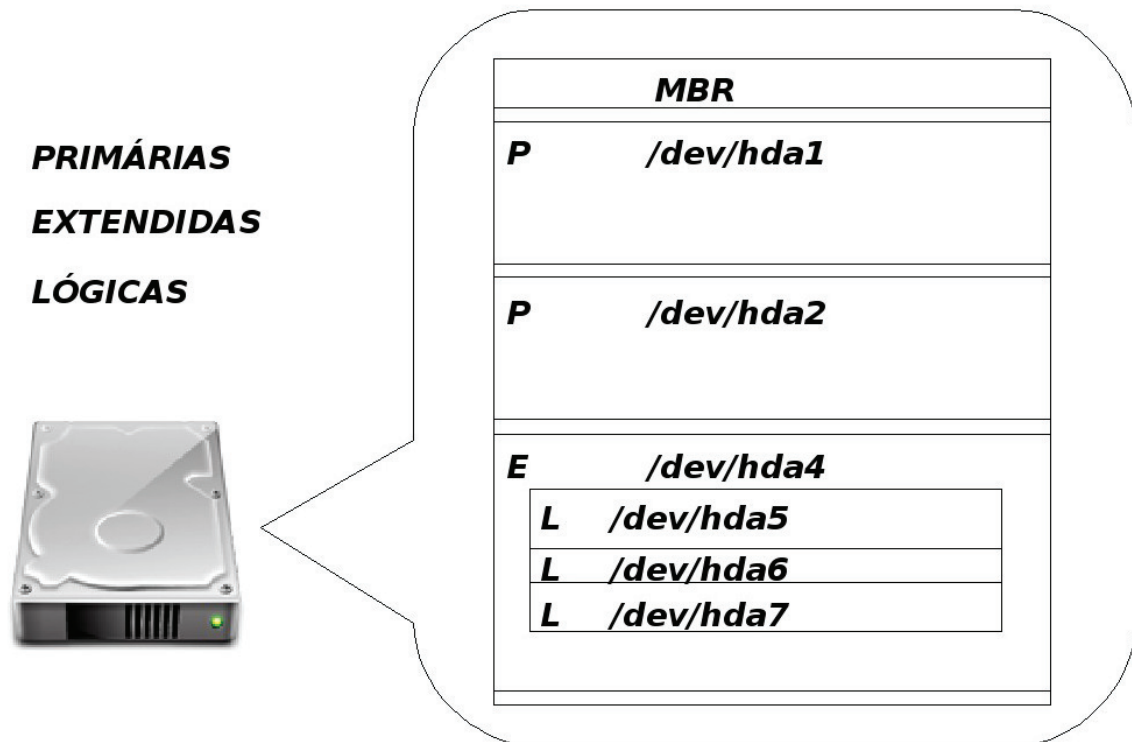 PRIMÁRIAS
EXTENDIDAS
LÓGICAS
MBR
P /dev/hda1
P /dev/hda2
E /dev/hda4
L /dev/hda5
L /dev/hda6
L /dev/hda7